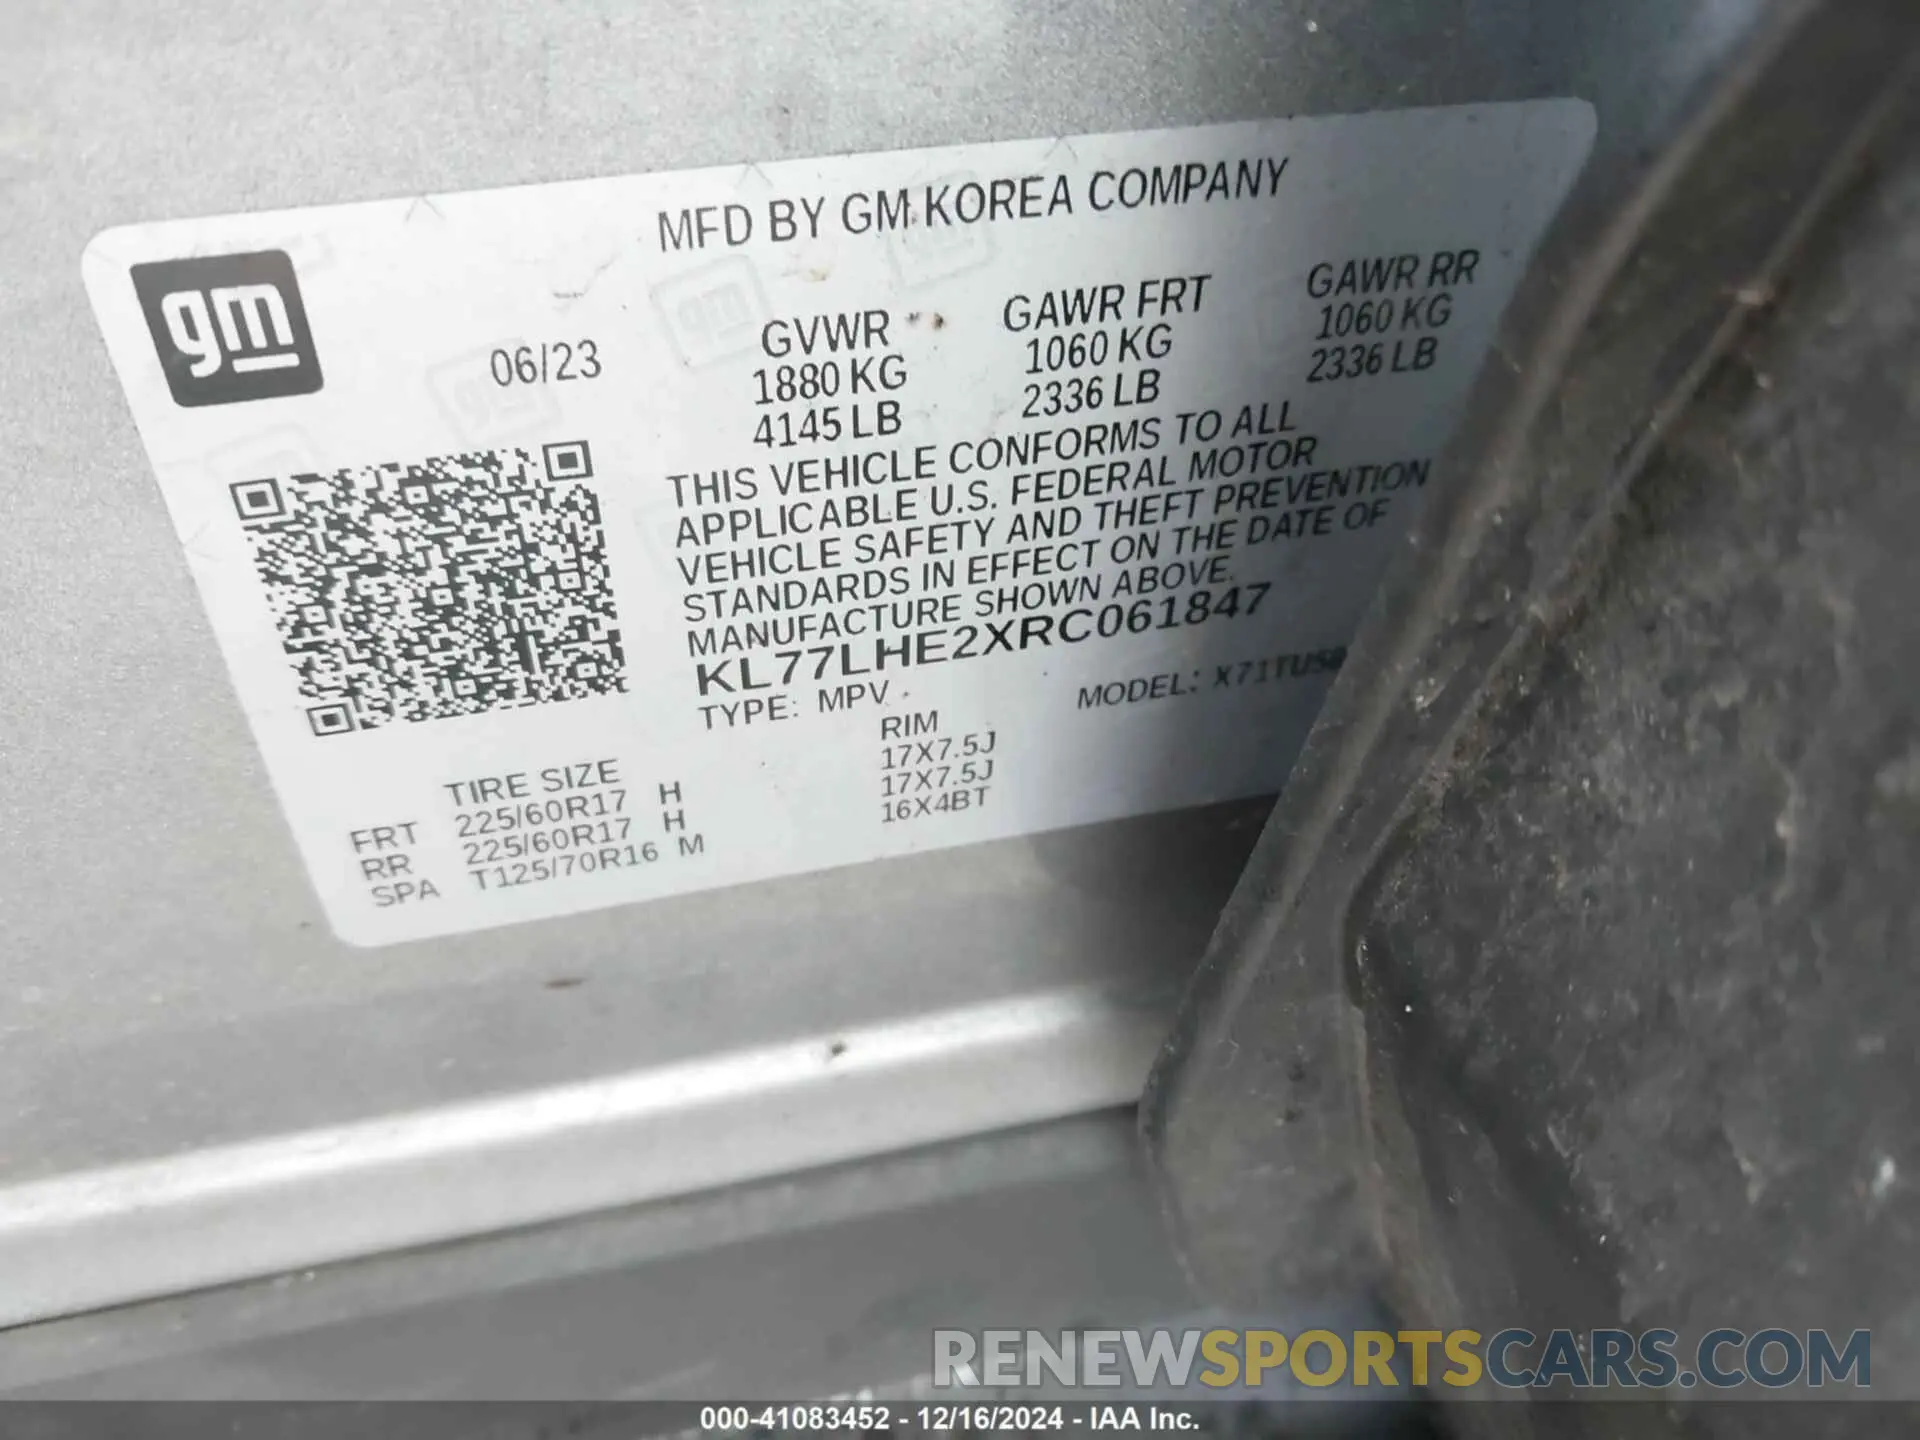 MFD BY GM KOREA COMPANY
gm
06/23
GVWR
1880 KG
4145 LB
GAWR FRT
1060 KG
2336 LB
GAWR RR
1060 KG
2336 LB
THIS VEHICLE CONFORMS TO ALL
APPLICABLE U.S. FEDERAL MOTOR
VEHICLE SAFETY AND THEFT PREVENTION
STANDARDS IN EFFECT ON THE DATE OF
MANUFACTURE SHOWN ABOVE.
KL77LHE2XRC061847
TYPE: MPV
MODEL:
TIRE SIZE RIM
FRT 225/60R17 H 17X7.5J
RR 225/60R17 H 17X7.5J
SPA T125/70R16 M 16X4BT
RENEWSPORTSCARS.COM
000-41083452 - 12/16/2024 - IAA Inc.